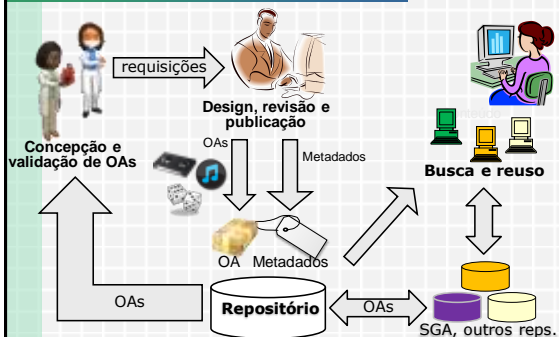 requisições
Design, revisão e
publicação
Concepção e
validação de OAs
OAs
Metadados
Busca e reuso
OA Metadados
OAs
Repositório
OAs
SGA, outros reps.